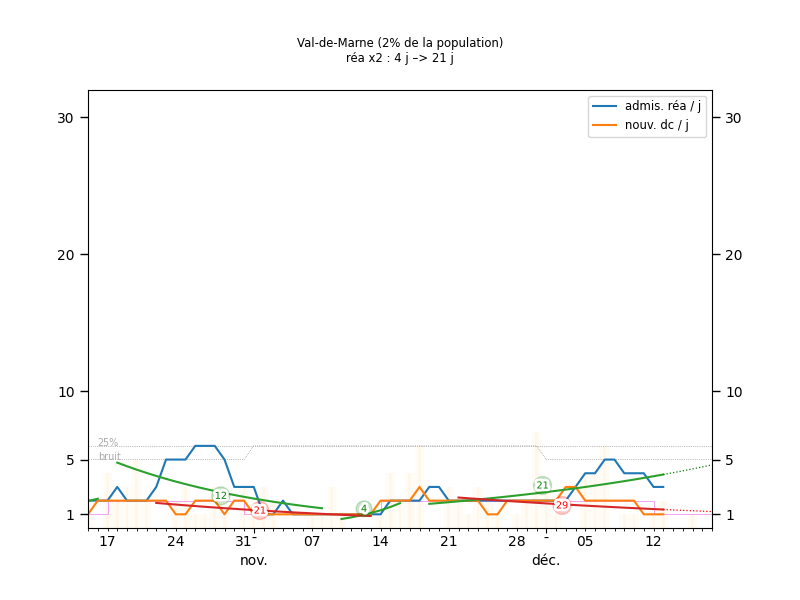 Val-de-Marne (2% de la population)
réa x2 : 4 j –> 21 j
admis. réa / j
nouv. dc / j
30 30
20 20
10 10
25%
bruit
5 5
21
12
4
29
21
1 1
17 24 31 07 14 21 28 05 12
nov. déc.